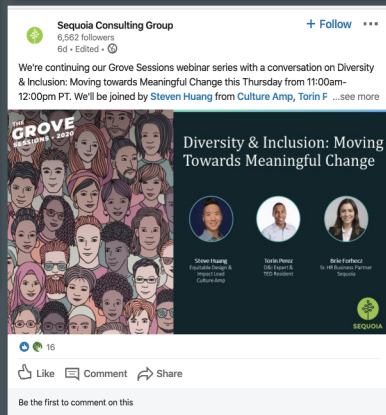 Sequoia Consulting Group
+ Follow
6,562 followers
6d • Edited •
We're continuing our Grove Sessions webinar series with a conversation on Diversity
& Inclusion: Moving towards Meaningful Change this Thursday from 11:00am-
12:00pm PT. We'll be joined by Steven Huang from Culture Amp, Torin P ...see more
THE
GROVE
SESSIONS • 2020
Diversity & Inclusion: Moving
Towards Meaningful Change
Steve Huang
Equitable Design &
Impact Lead
Culture Amp
Torin Perez
D&I Expert &
TED Resident
Brie Forhecz
Sr. HR Business Partner
Sequoia
SEQUOIA
16
Like
Comment
Share
Be the first to comment on this